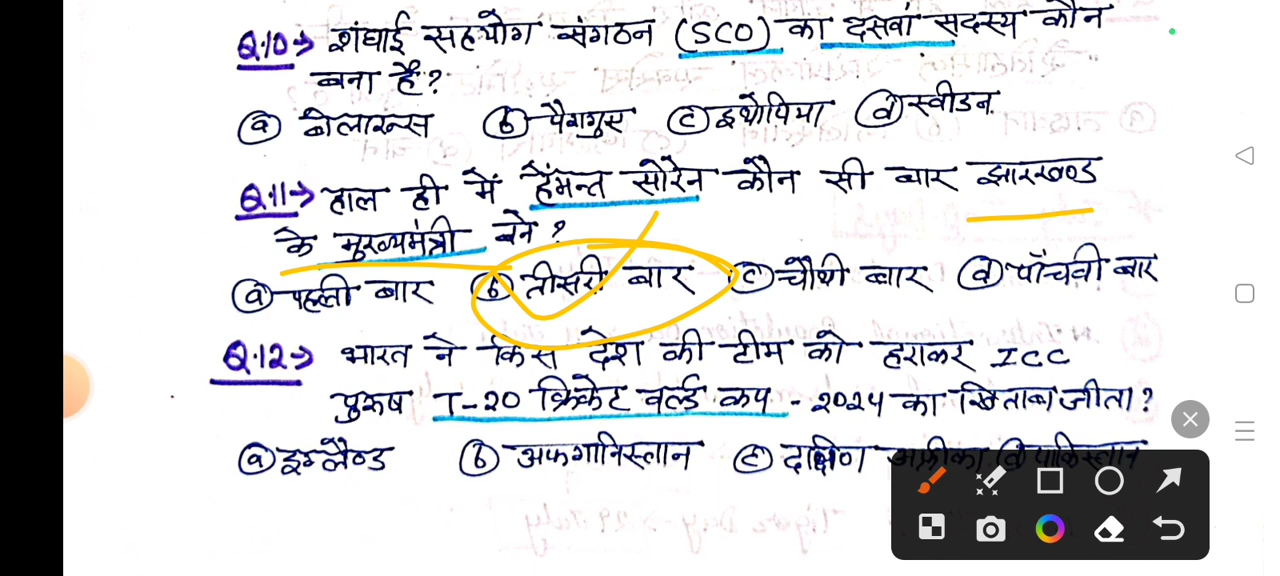 Q.10→ शंघाई सहयोग संगठन (SCO) का दसवां सदस्य कौन
बना है?
(a) बेलारूस (b) पैरागुए (c) इथोपिया (d) स्वीडन
Q.11→ हाल ही में हेमन्त सोरेन कौन सी बार झारखण्ड
के मुख्यमंत्री बने?
(a) पहली बार (b) तीसरी बार (c) चौथी बार (d) पाँचवी बार
Q.12→ भारत ने किस देश की टीम को हराकर ICC
पुरुष T-20 क्रिकेट वर्ल्ड कप - 2024 का खिताब जीता?
(a) इंग्लैण्ड (b) अफगानिस्तान (c) दक्षिण अफ्रीका (d) पाकिस्तान